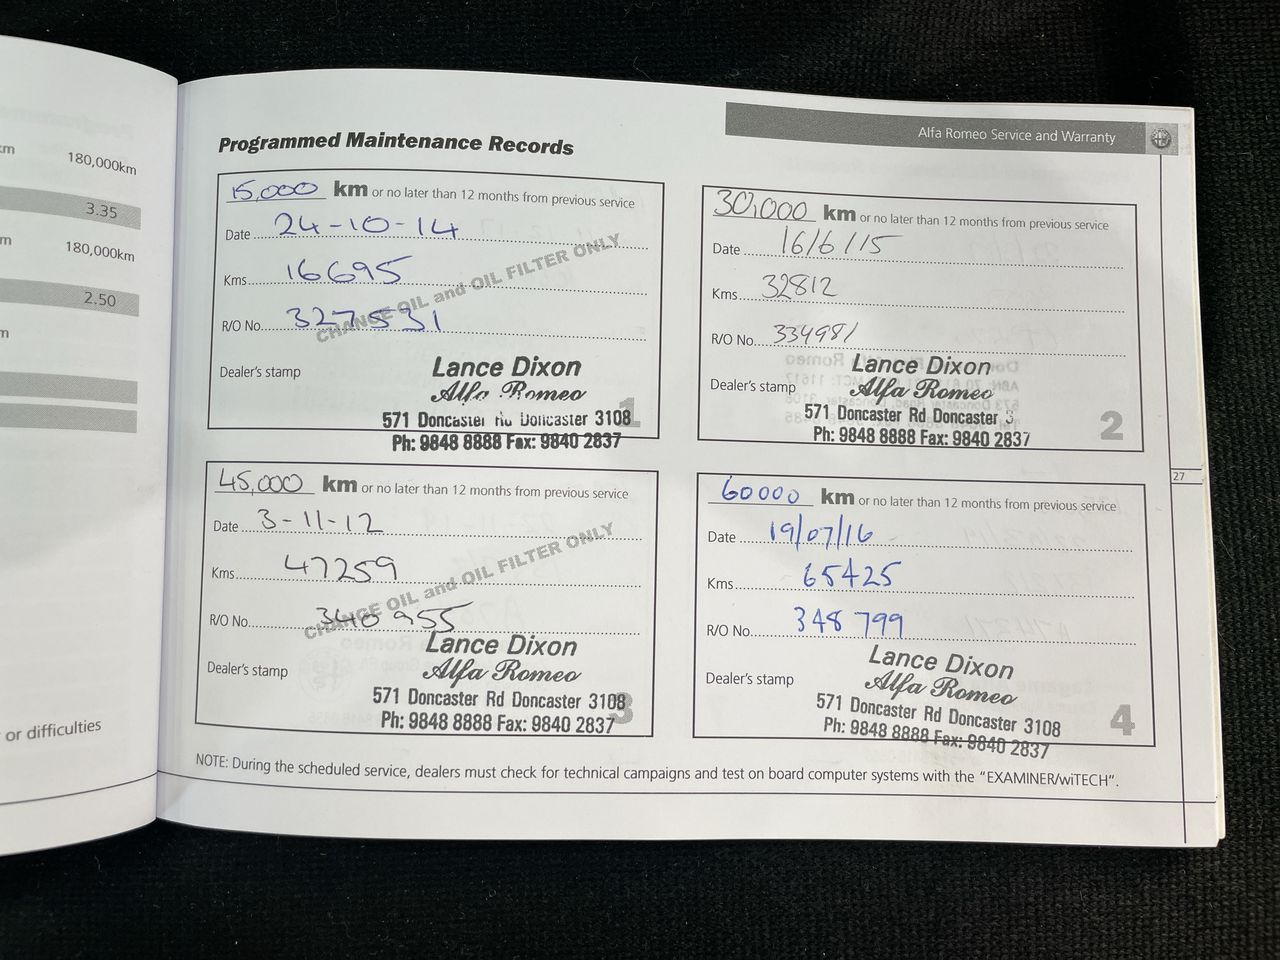 180,000km
3.35
180,000km
2.50
or difficulties
Alfa Romeo Service and Warranty
Programmed Maintenance Records
15,000 km or no later than 12 months from previous service
Date 24-10-14
Kms 16695
R/O No. 327531
CHANGE OIL and OIL FILTER ONLY
Dealer's stamp
Lance Dixon
Alfa Romeo
571 Doncaster Rd Doncaster 3108
Ph: 9848 8888 Fax: 9840 2837
1
30,000 km or no later than 12 months from previous service
Date 16/6/15
Kms 32812
R/O No. 334981
Dealer's stamp
Lance Dixon
Alfa Romeo
571 Doncaster Rd Doncaster 3
Ph: 9848 8888 Fax: 9840 2837
2
45,000 km or no later than 12 months from previous service
Date 3-11-12
Kms 47259
R/O No. 340955
CHANGE OIL and OIL FILTER ONLY
Dealer's stamp
Lance Dixon
Alfa Romeo
571 Doncaster Rd Doncaster 3108
Ph: 9848 8888 Fax: 9840 2837
3
60000 km or no later than 12 months from previous service
Date 19/07/16
Kms 65425
R/O No. 348799
Dealer's stamp
Lance Dixon
Alfa Romeo
571 Doncaster Rd Doncaster 3108
Ph: 9848 8888 Fax: 9840 2837
4
27
NOTE: During the scheduled service, dealers must check for technical campaigns and test on board computer systems with the "EXAMINER/wiTECH".